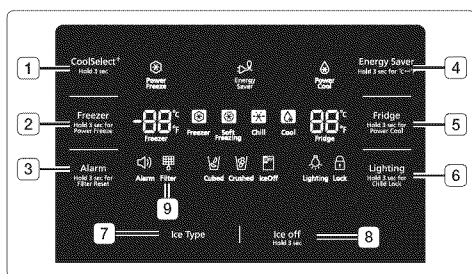 CoolSelect+
Hold 3 sec
Power
Freeze
Energy
Saver
Power
Cool
Energy Saver
Hold 3 sec for °C↔°F
1
4
2
Freezer
Hold 3 sec for
Power Freeze
-88 °C °F
Freezer
Freezer
Soft
Freezing
Chill
Cool
88 °C °F
Fridge
Fridge
Hold 3 sec for
Power Cool
5
3
Alarm
Hold 3 sec for
Filter Reset
Alarm
Filter
Cubed
Crushed
IceOff
Lighting
Lock
Lighting
Hold 3 sec for
Child Lock
6
9
7
Ice Type
Ice off
Hold 3 sec
8